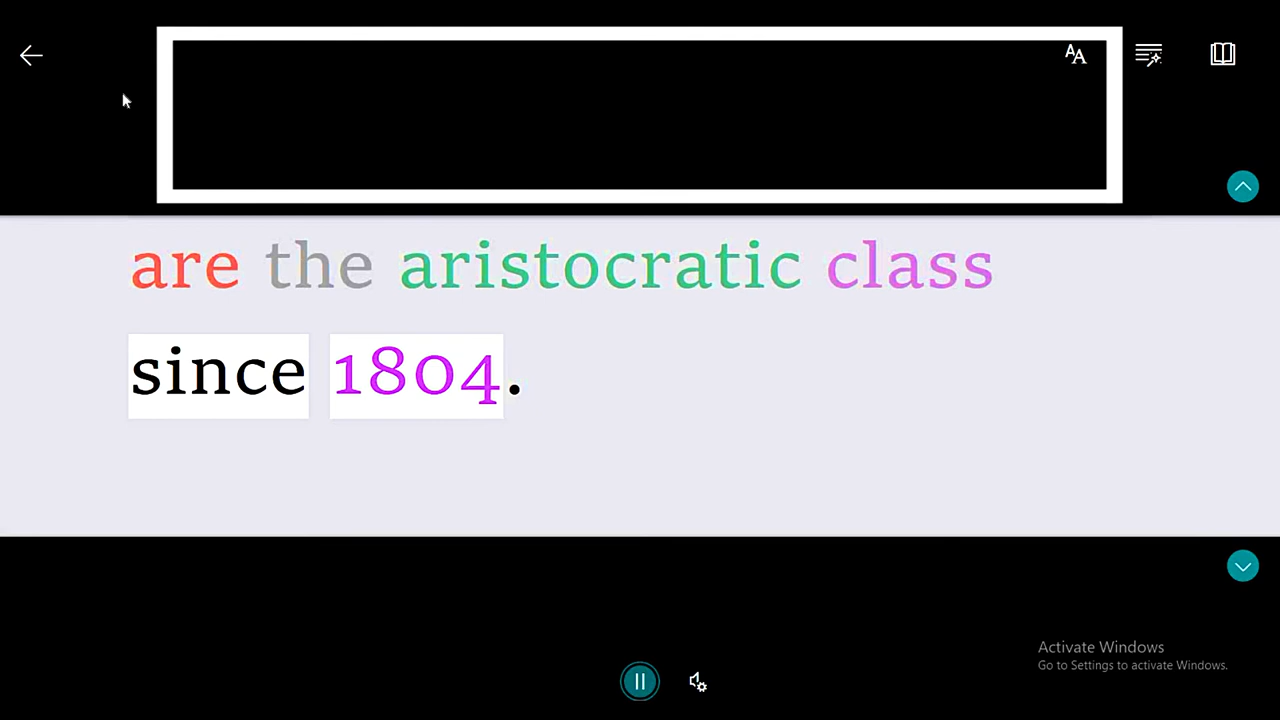 are the aristocratic class
since 1804.
Activate Windows
Go to Settings to activate Windows.